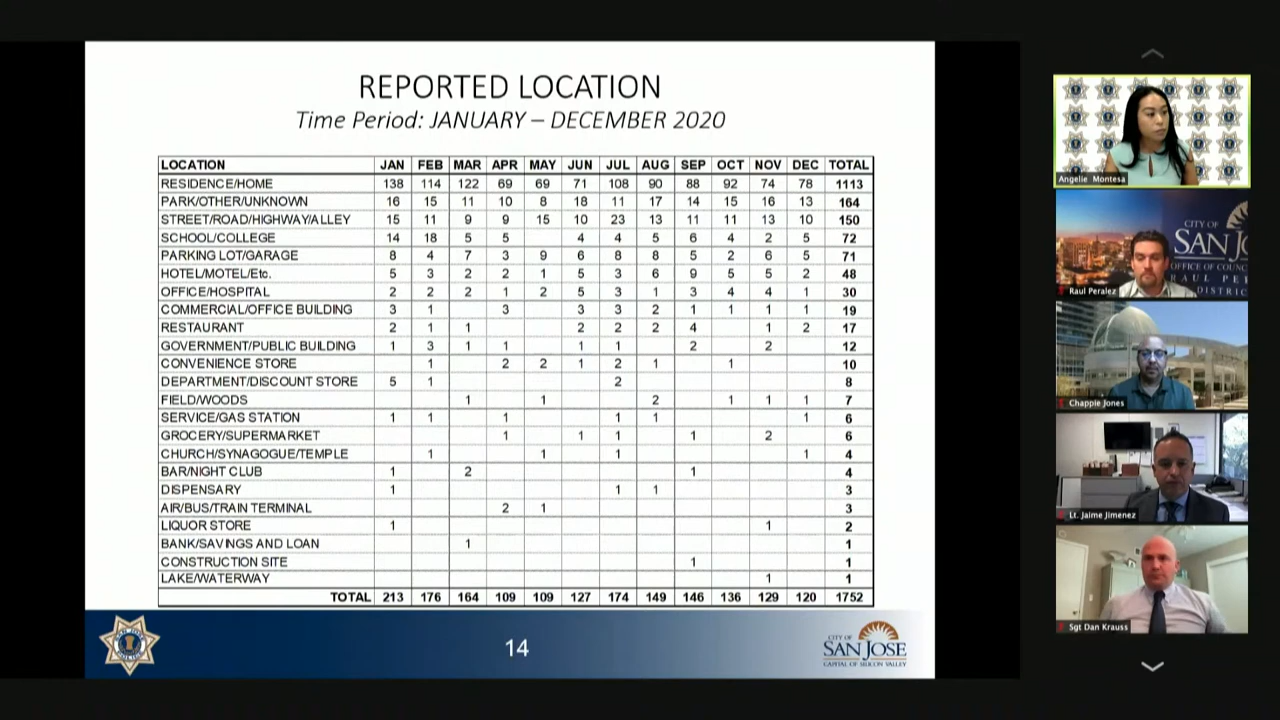 REPORTED LOCATION
Time Period: JANUARY – DECEMBER 2020
LOCATION JAN FEB MAR APR MAY JUN JUL AUG SEP OCT NOV DEC TOTAL
RESIDENCE/HOME 138 114 122 69 69 71 108 90 88 92 74 78 1113
PARK/OTHER/UNKNOWN 16 15 11 10 8 18 11 17 14 15 16 13 164
STREET/ROAD/HIGHWAY/ALLEY 15 11 9 9 15 10 23 13 11 11 13 10 150
SCHOOL/COLLEGE 14 18 5 5 4 4 5 6 4 2 5 72
PARKING LOT/GARAGE 8 4 7 3 9 6 8 8 5 2 6 5 71
HOTEL/MOTEL/Etc. 5 3 2 2 1 5 3 6 9 5 5 2 48
OFFICE/HOSPITAL 2 2 2 1 2 5 3 1 3 4 4 1 30
COMMERCIAL/OFFICE BUILDING 3 1 3 3 3 2 1 1 1 1 19
RESTAURANT 2 1 1 2 2 2 4 1 2 17
GOVERNMENT/PUBLIC BUILDING 1 3 1 1 1 1 2 2 12
CONVENIENCE STORE 1 2 2 1 2 1 1 10
DEPARTMENT/DISCOUNT STORE 5 1 2 8
FIELD/WOODS 1 1 2 1 1 1 7
SERVICE/GAS STATION 1 1 1 1 1 1 6
GROCERY/SUPERMARKET 1 1 1 1 2 6
CHURCH/SYNAGOGUE/TEMPLE 1 1 1 1 4
BAR/NIGHT CLUB 1 2 1 4
DISPENSARY 1 1 1 3
AIR/BUS/TRAIN TERMINAL 2 1 3
LIQUOR STORE 1 1 2
BANK/SAVINGS AND LOAN 1 1
CONSTRUCTION SITE 1 1
LAKE/WATERWAY 1 1
TOTAL 213 176 164 109 109 127 174 149 146 136 129 120 1752
14
CITY OF
SAN JOSE
CAPITAL OF SILICON VALLEY
Angelie Montesa
CITY OF
SAN JO
OFFICE OF COUNC
RAUL PER
DISTRIC
Raul Peralez
Chappie Jones
Lt. Jaime Jimenez
Sgt Dan Krauss